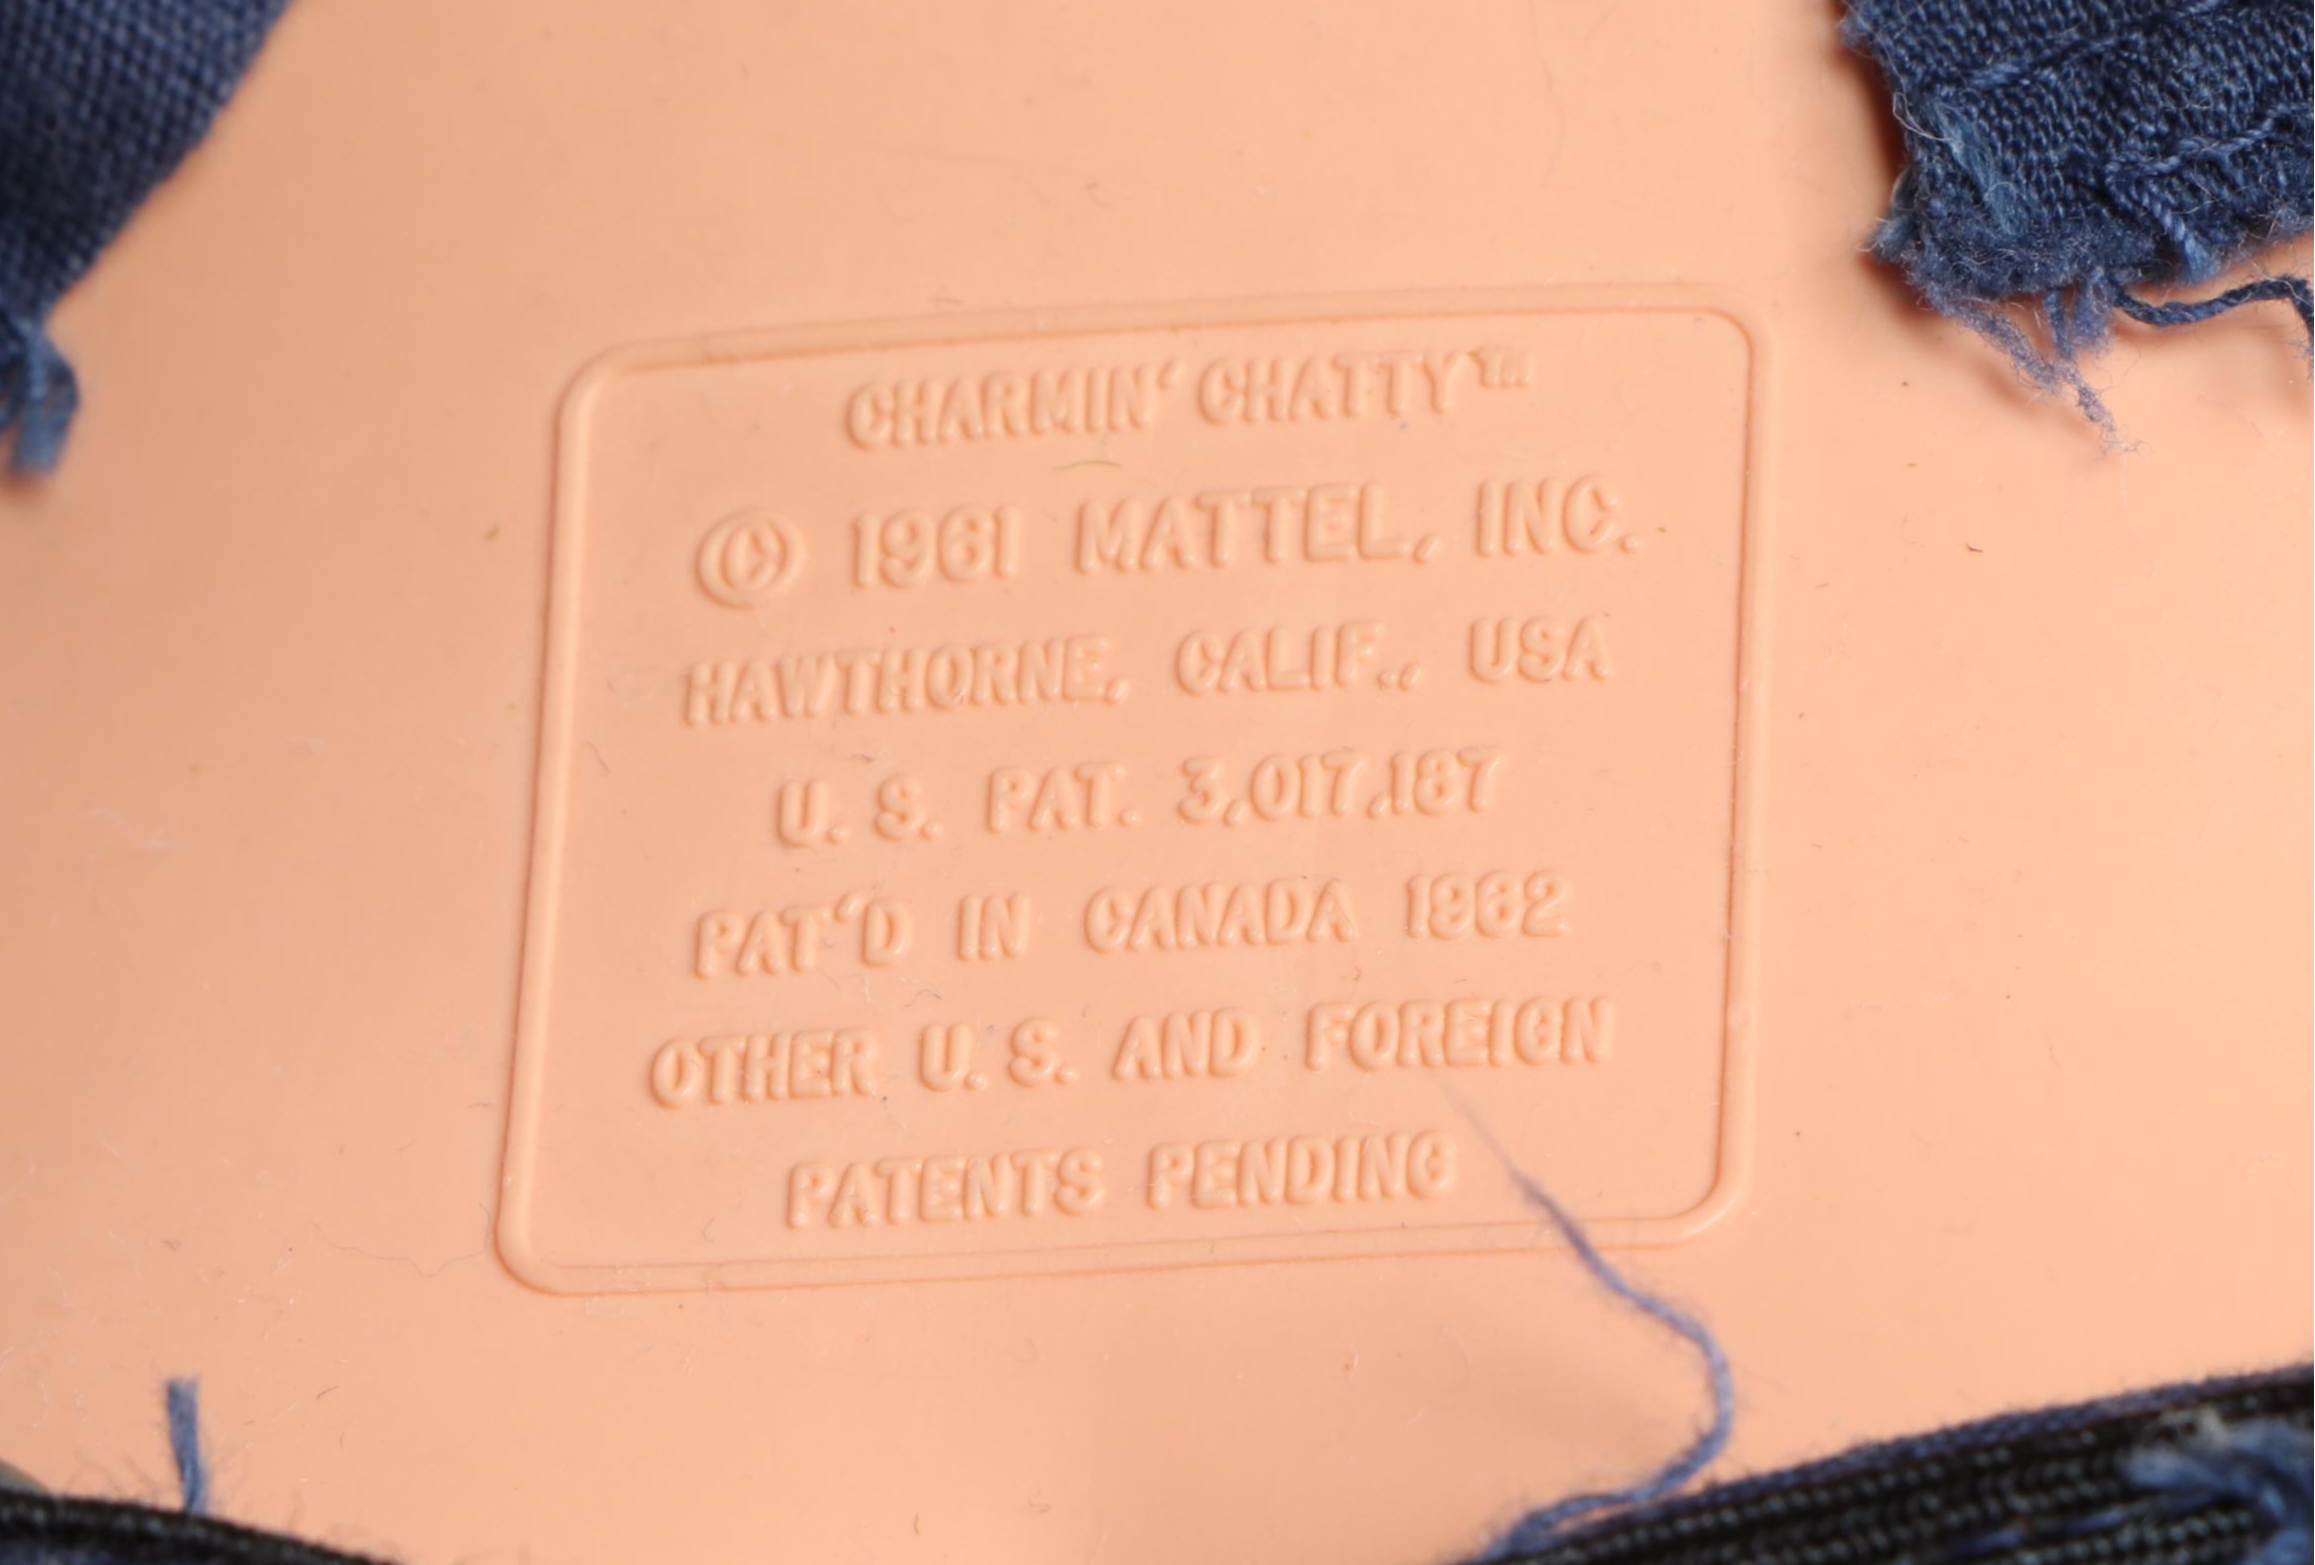 CHARMIN' CHATTY™
© 1961 MATTEL, INC.
HAWTHORNE, CALIF., USA
U. S. PAT. 3,017,187
PAT'D IN CANADA 1962
OTHER U. S. AND FOREIGN
PATENTS PENDING